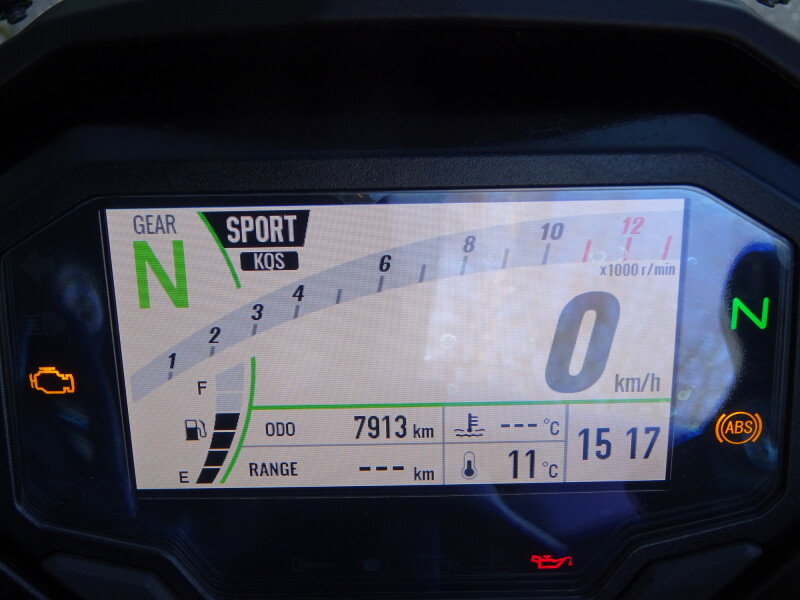 GEAR
N
SPORT
KQS
1 2 3 4 6 8 10 12
x1000 r/min
0 km/h
N
F
E
ODO 7913 km
RANGE --- km
--- °C
11 °C
15 17
ABS